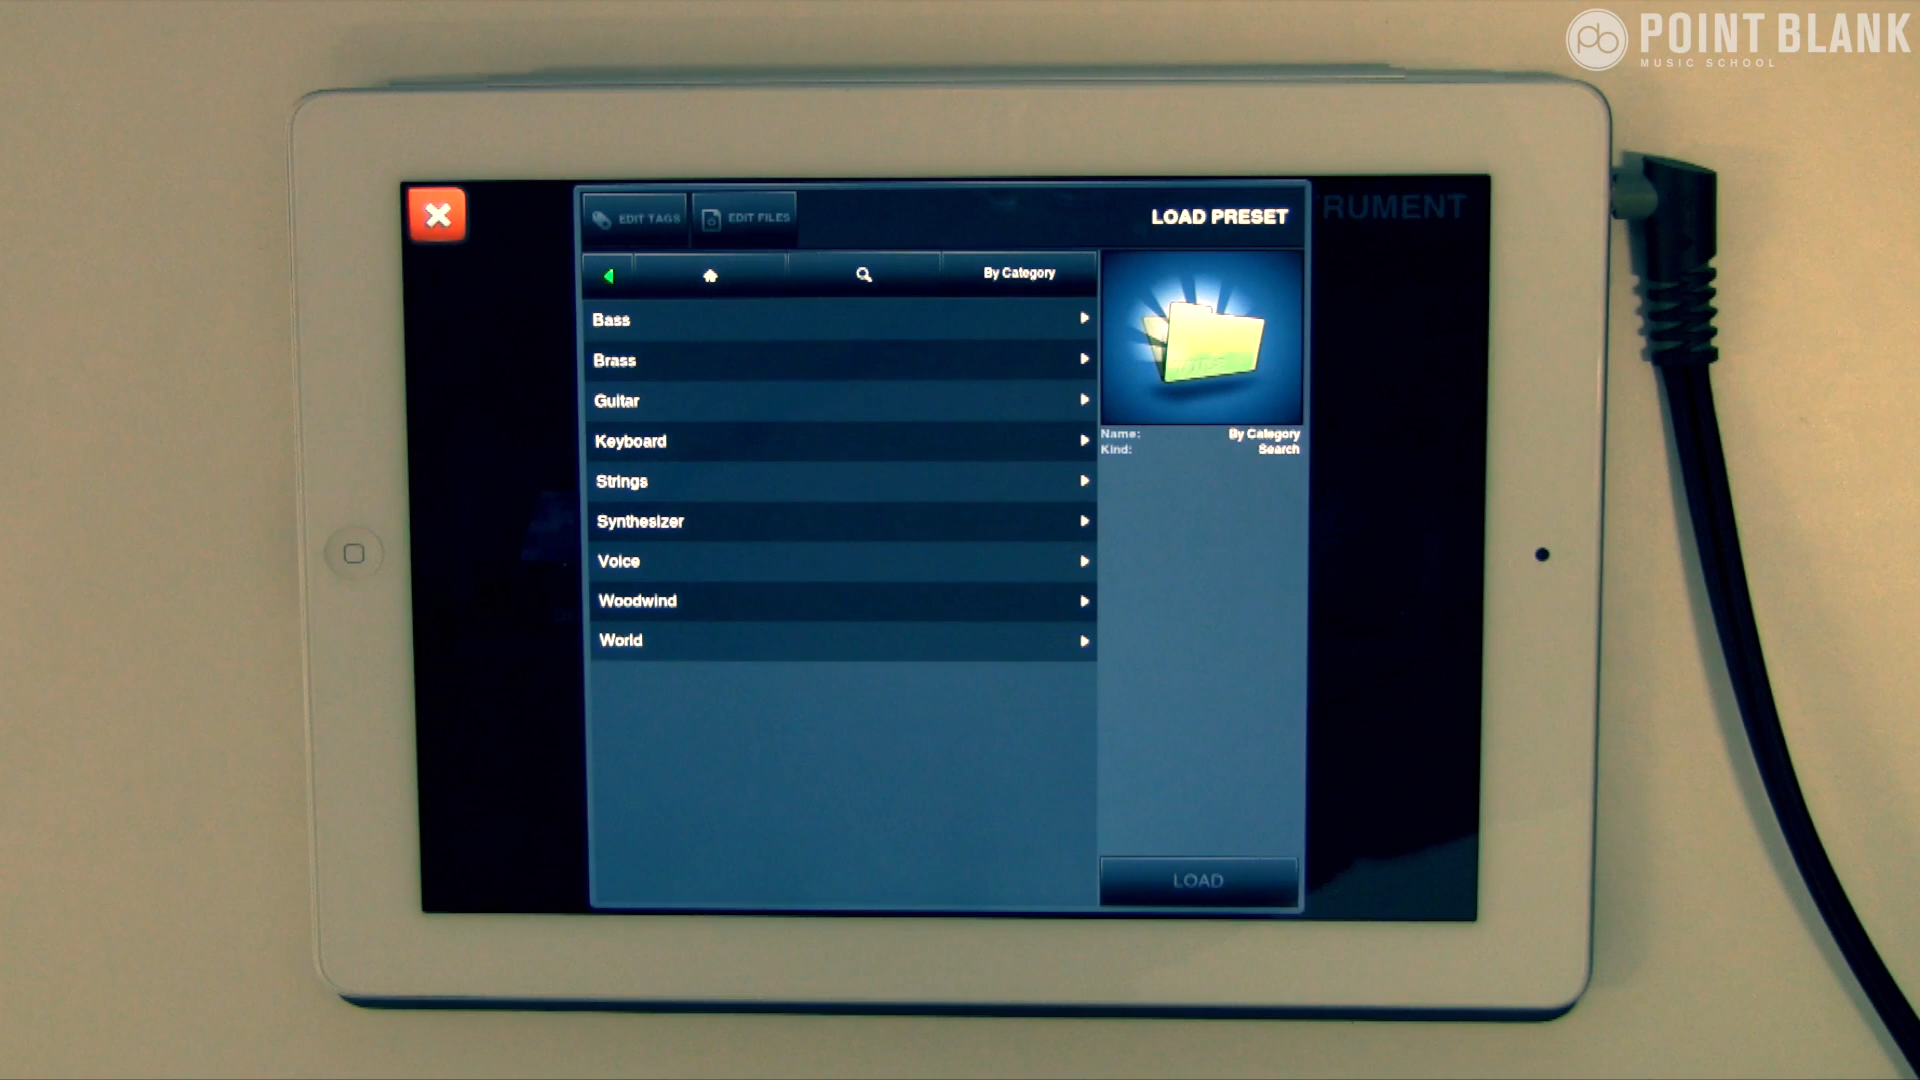 pb POINT BLANK
MUSIC SCHOOL
EDIT TAGS
EDIT FILES
LOAD PRESET
RUMENT
By Category
Bass
Brass
Guitar
Keyboard
Strings
Synthesizer
Voice
Woodwind
World
Name: By Category
Kind: Search
LOAD